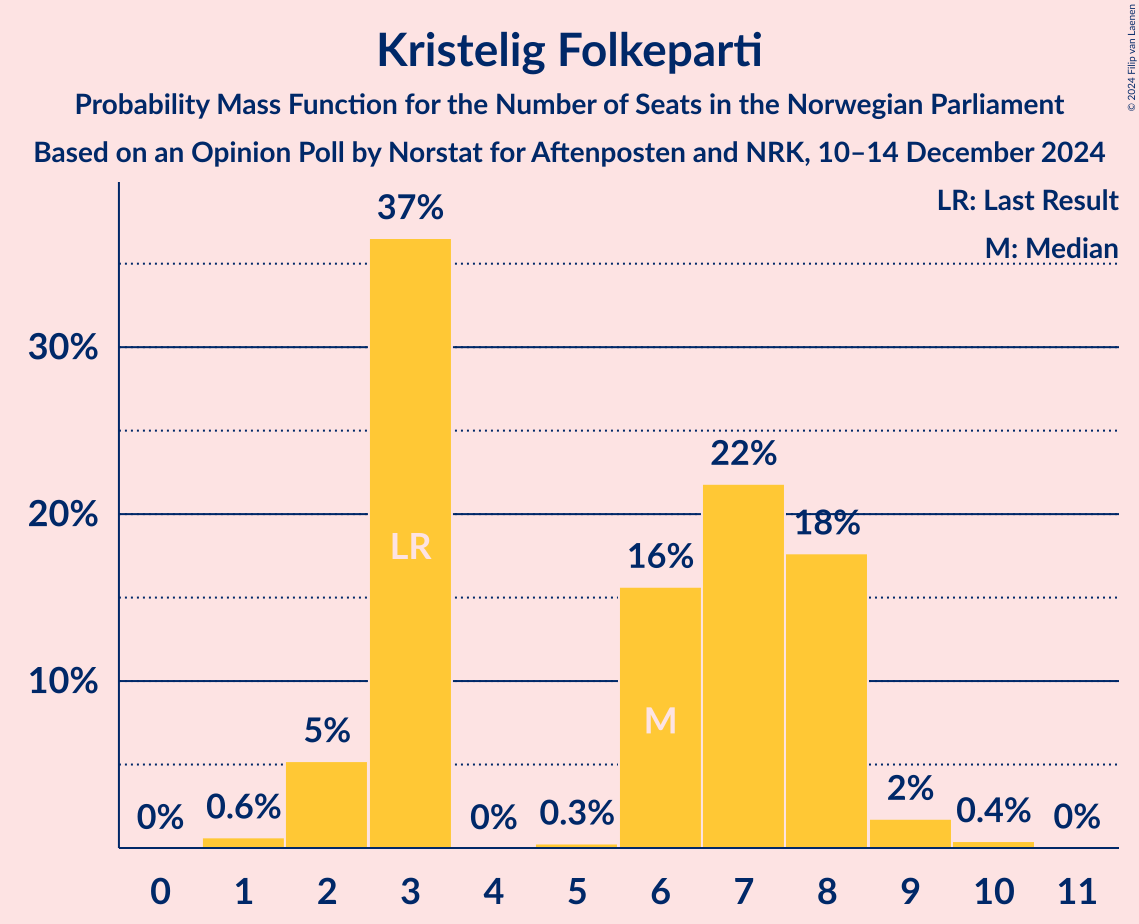 Kristelig Folkeparti
Probability Mass Function for the Number of Seats in the Norwegian Parliament
Based on an Opinion Poll by Norstat for Aftenposten and NRK, 10–14 December 2024
© 2024 Filip van Laenen
LR: Last Result
M: Median
30%
20%
10%
0%
0.6%
5%
37%
LR
0%
0.3%
16%
M
22%
18%
2%
0.4%
0%
0 1 2 3 4 5 6 7 8 9 10 11